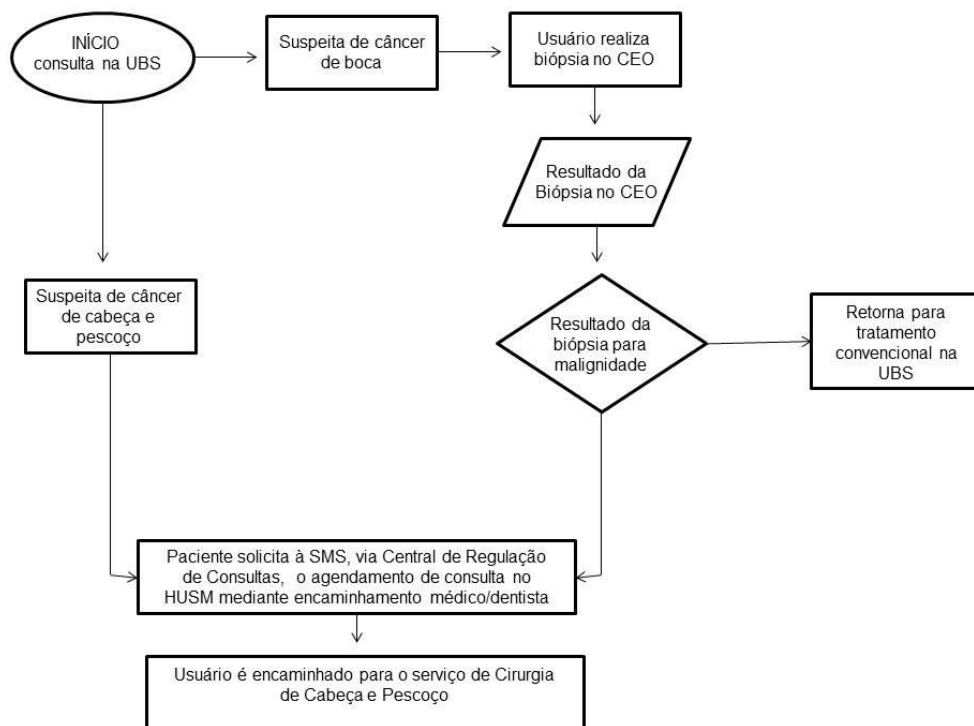 INÍCIO
consulta na UBS
Suspeita de câncer
de boca
Usuário realiza
biópsia no CEO
Resultado da
Biópsia no CEO
Suspeita de câncer
de cabeça e
pescoço
Resultado da
biópsia para
malignidade
Retorna para
tratamento
convencional na
UBS
Paciente solicita à SMS, via Central de Regulação
de Consultas, o agendamento de consulta no
HUSM mediante encaminhamento médico/dentista
Usuário é encaminhado para o serviço de Cirurgia
de Cabeça e Pescoço